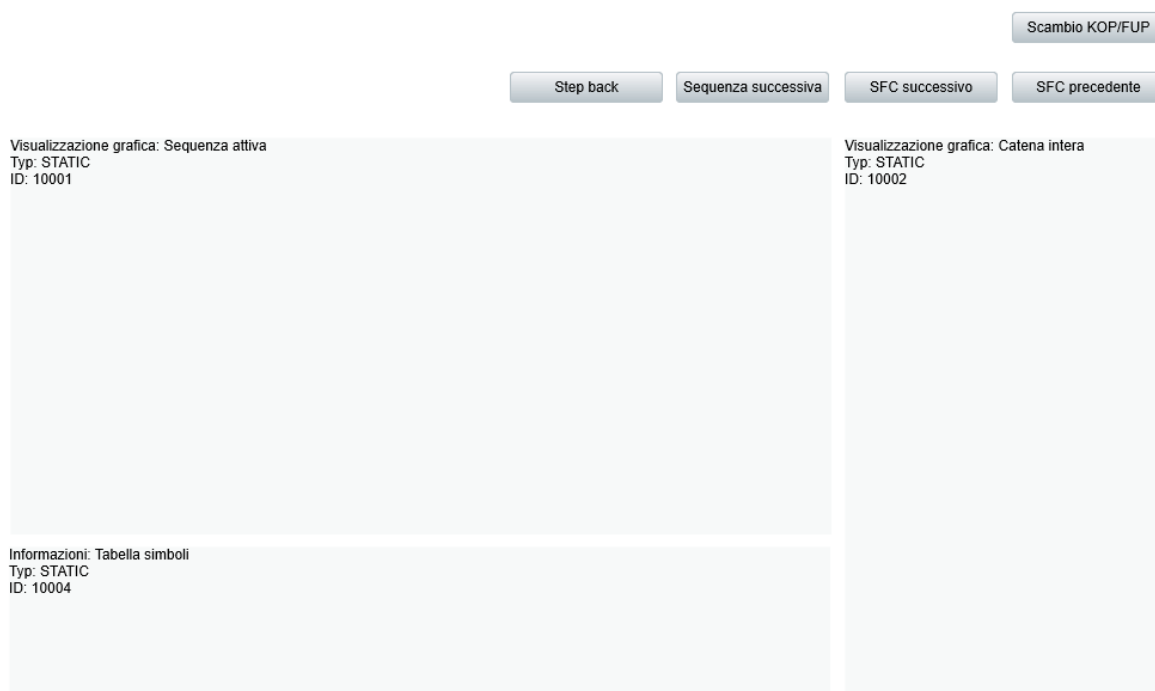 Scambio KOP/FUP
Step back
Sequenza successiva
SFC successivo
SFC precedente
Visualizzazione grafica: Sequenza attiva
Typ: STATIC
ID: 10001
Visualizzazione grafica: Catena intera
Typ: STATIC
ID: 10002
Informazioni: Tabella simboli
Typ: STATIC
ID: 10004